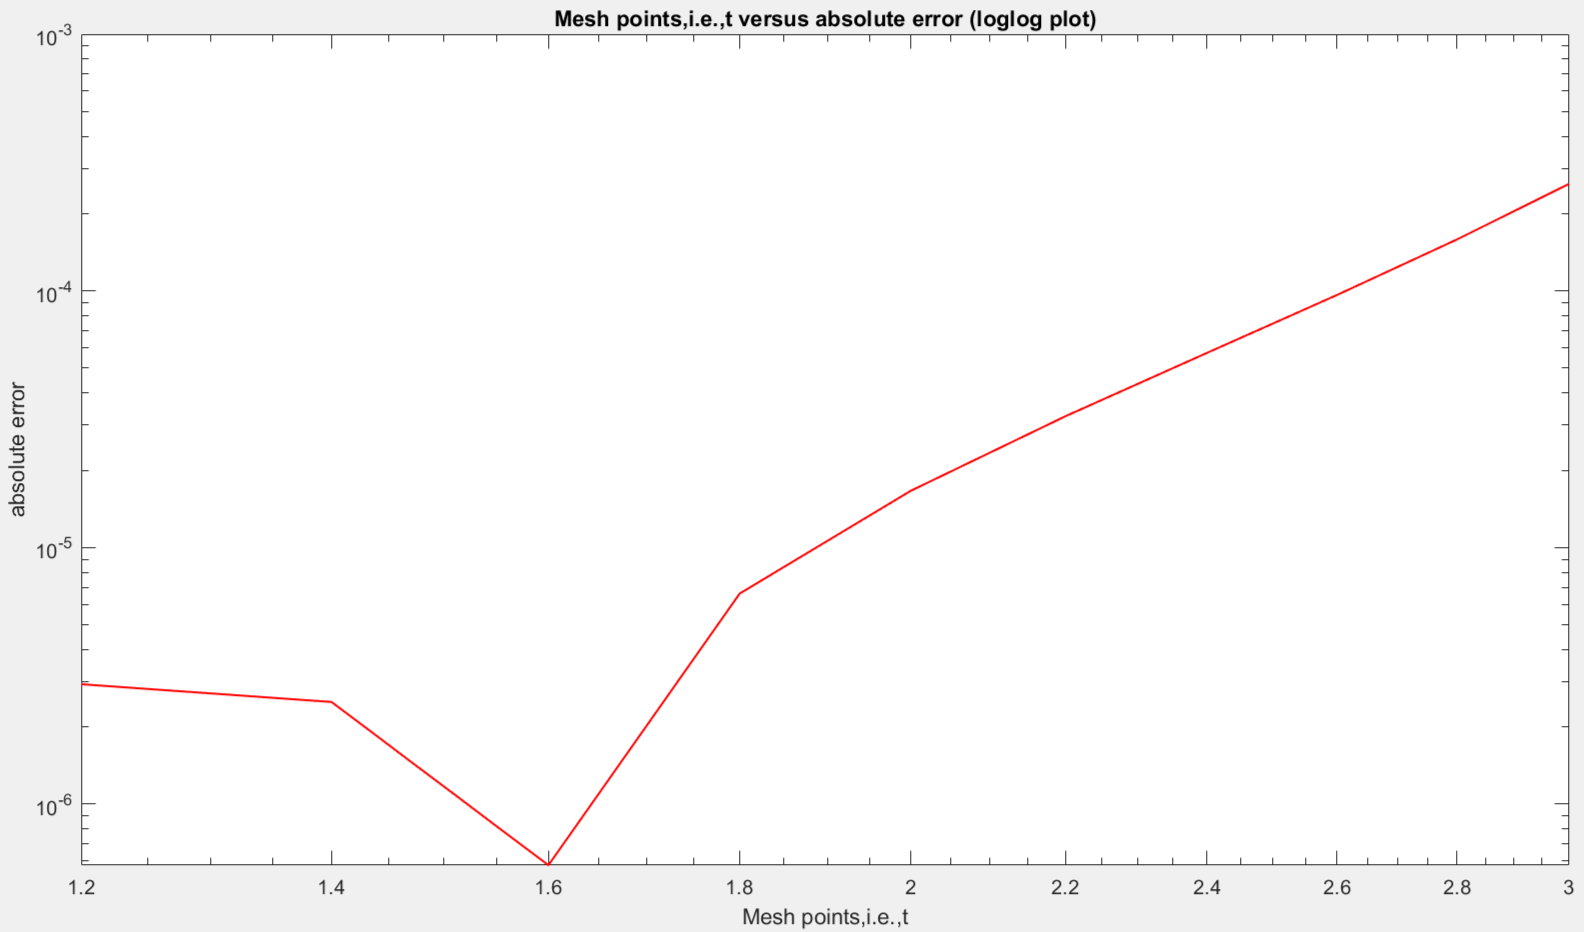 Mesh points,i.e.,t versus absolute error (loglog plot)
10^-3
10^-4
10^-5
10^-6
absolute error
1.2 1.4 1.6 1.8 2 2.2 2.4 2.6 2.8 3
Mesh points,i.e.,t